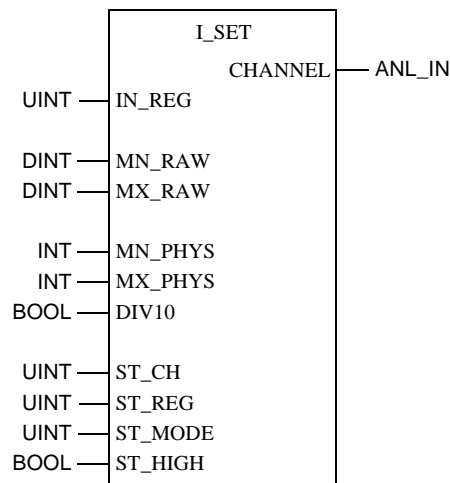 I_SET
CHANNEL ANL_IN
UINT IN_REG
DINT MN_RAW
DINT MX_RAW
INT MN_PHYS
INT MX_PHYS
BOOL DIV10
UINT ST_CH
UINT ST_REG
UINT ST_MODE
BOOL ST_HIGH